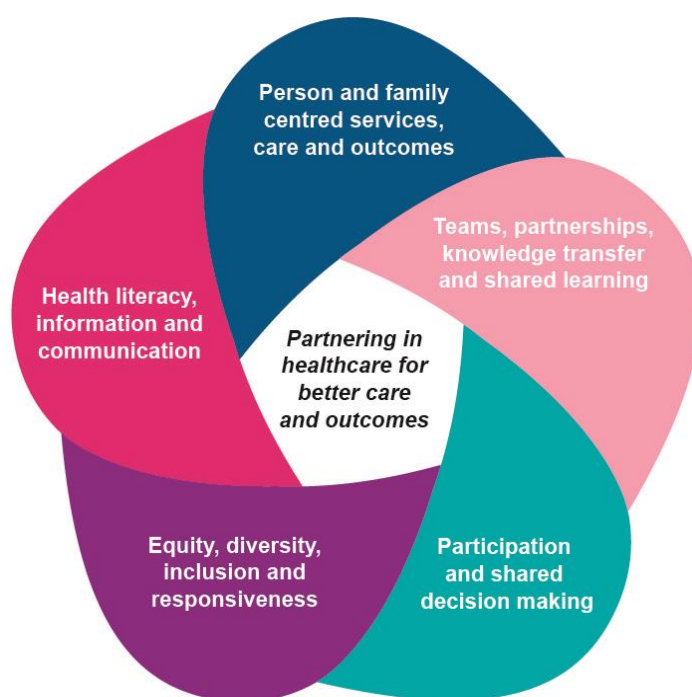 Person and family
centred services,
care and outcomes
Teams, partnerships,
knowledge transfer
and shared learning
Health literacy,
information and
communication
Partnering in
healthcare for
better care
and outcomes
Equity, diversity,
inclusion and
responsiveness
Participation
and shared
decision making